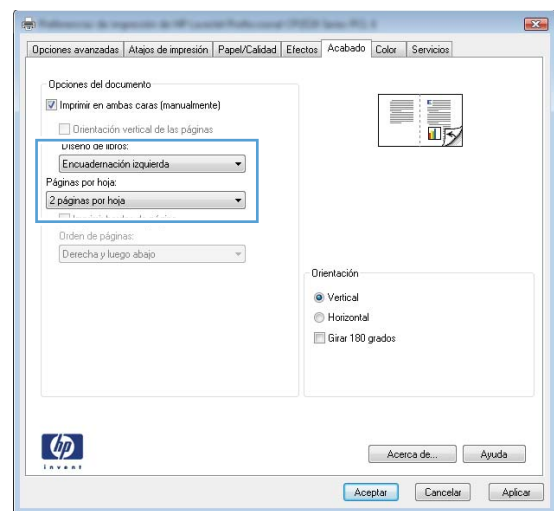 Opciones avanzadas Atajos de impresión Papel/Calidad Efectos Acabado Color Servicios
Opciones del documento
Imprimir en ambas caras (manualmente)
Orientación vertical de las páginas
Diseño de libros:
Encuadernación izquierda
Páginas por hoja:
2 páginas por hoja
Orden de páginas:
Derecha y luego abajo
Orientación
Vertical
Horizontal
Girar 180 grados
hp
invent
Acerca de... Ayuda
Aceptar Cancelar Aplicar